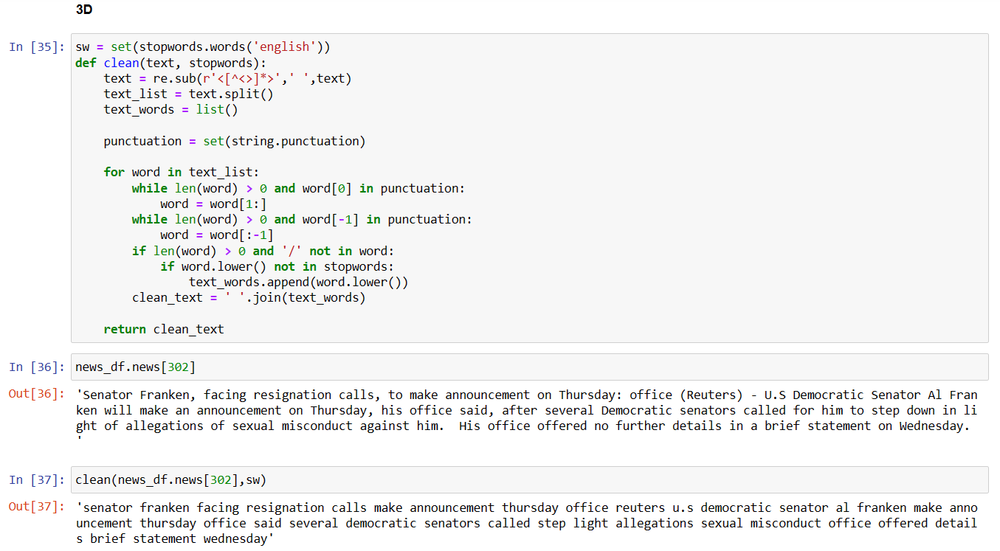 3D
In [35]: sw = set(stopwords.words('english'))
def clean(text, stopwords):
    text = re.sub(r'<[^<>]*>',' ',text)
    text_list = text.split()
    text_words = list()
    punctuation = set(string.punctuation)
    for word in text_list:
        while len(word) > 0 and word[0] in punctuation:
            word = word[1:]
        while len(word) > 0 and word[-1] in punctuation:
            word = word[:-1]
        if len(word) > 0 and '/' not in word:
            if word.lower() not in stopwords:
                text_words.append(word.lower())
        clean_text = ' '.join(text_words)
    return clean_text
In [36]: news_df.news[302]
Out[36]: 'Senator Franken, facing resignation calls, to make announcement on Thursday: office (Reuters) - U.S Democratic Senator Al Fran
ken will make an announcement on Thursday, his office said, after several Democratic senators called for him to step down in li
ght of allegations of sexual misconduct against him.  His office offered no further details in a brief statement on Wednesday.
'
In [37]: clean(news_df.news[302],sw)
Out[37]: 'senator franken facing resignation calls make announcement thursday office reuters u.s democratic senator al franken make anno
uncement thursday office said several democratic senators called step light allegations sexual misconduct office offered detail
s brief statement wednesday'